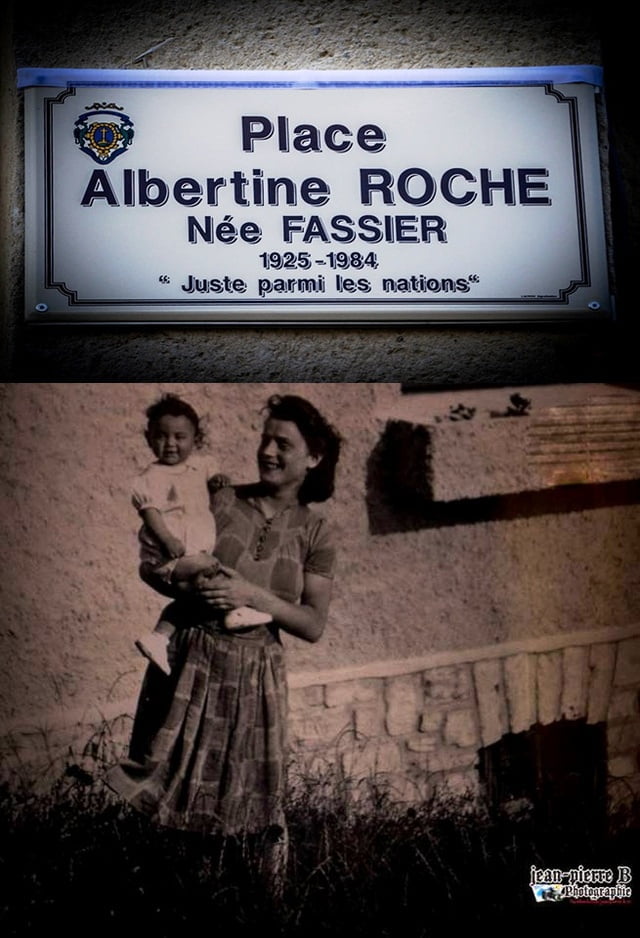 Place
Albertine ROCHE
Née FASSIER
1925-1984
“ Juste parmi les nations“
jean-pierre B
Photographie